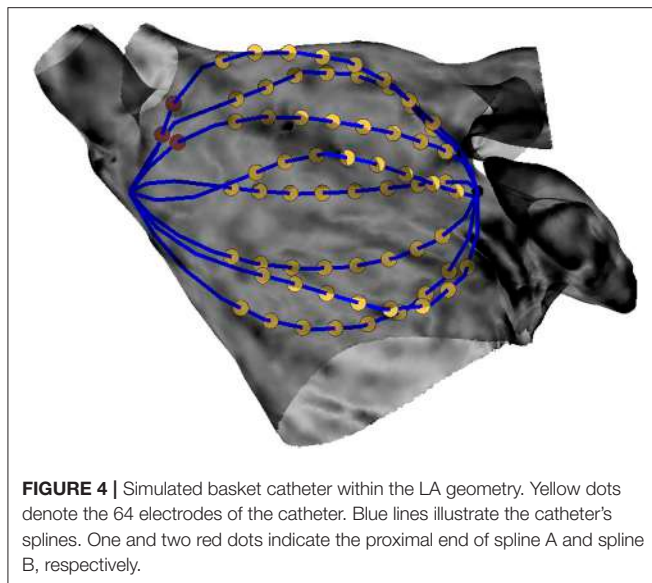 FIGURE 4 | Simulated basket catheter within the LA geometry. Yellow dots
denote the 64 electrodes of the catheter. Blue lines illustrate the catheter's
splines. One and two red dots indicate the proximal end of spline A and spline
B, respectively.